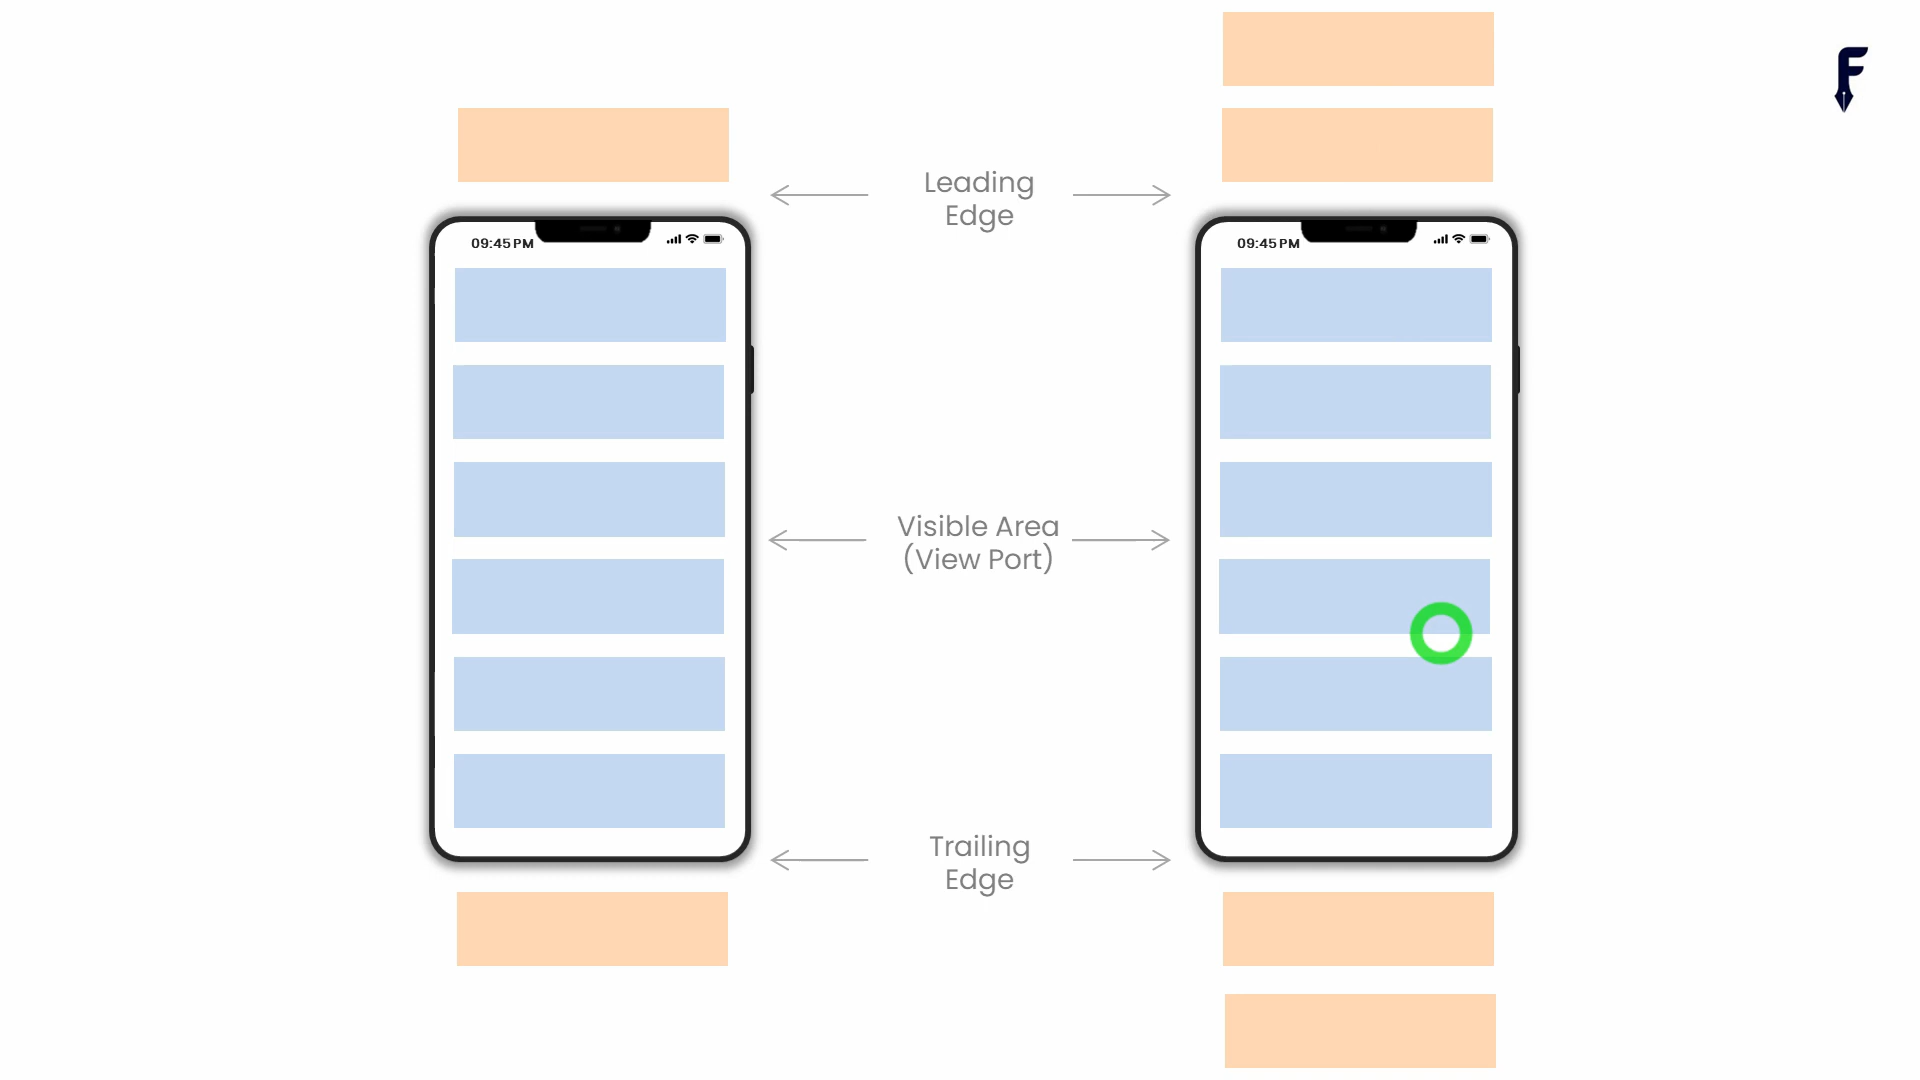 Leading
Edge
09:45 PM
09:45 PM
Visible Area
(View Port)
Trailing
Edge